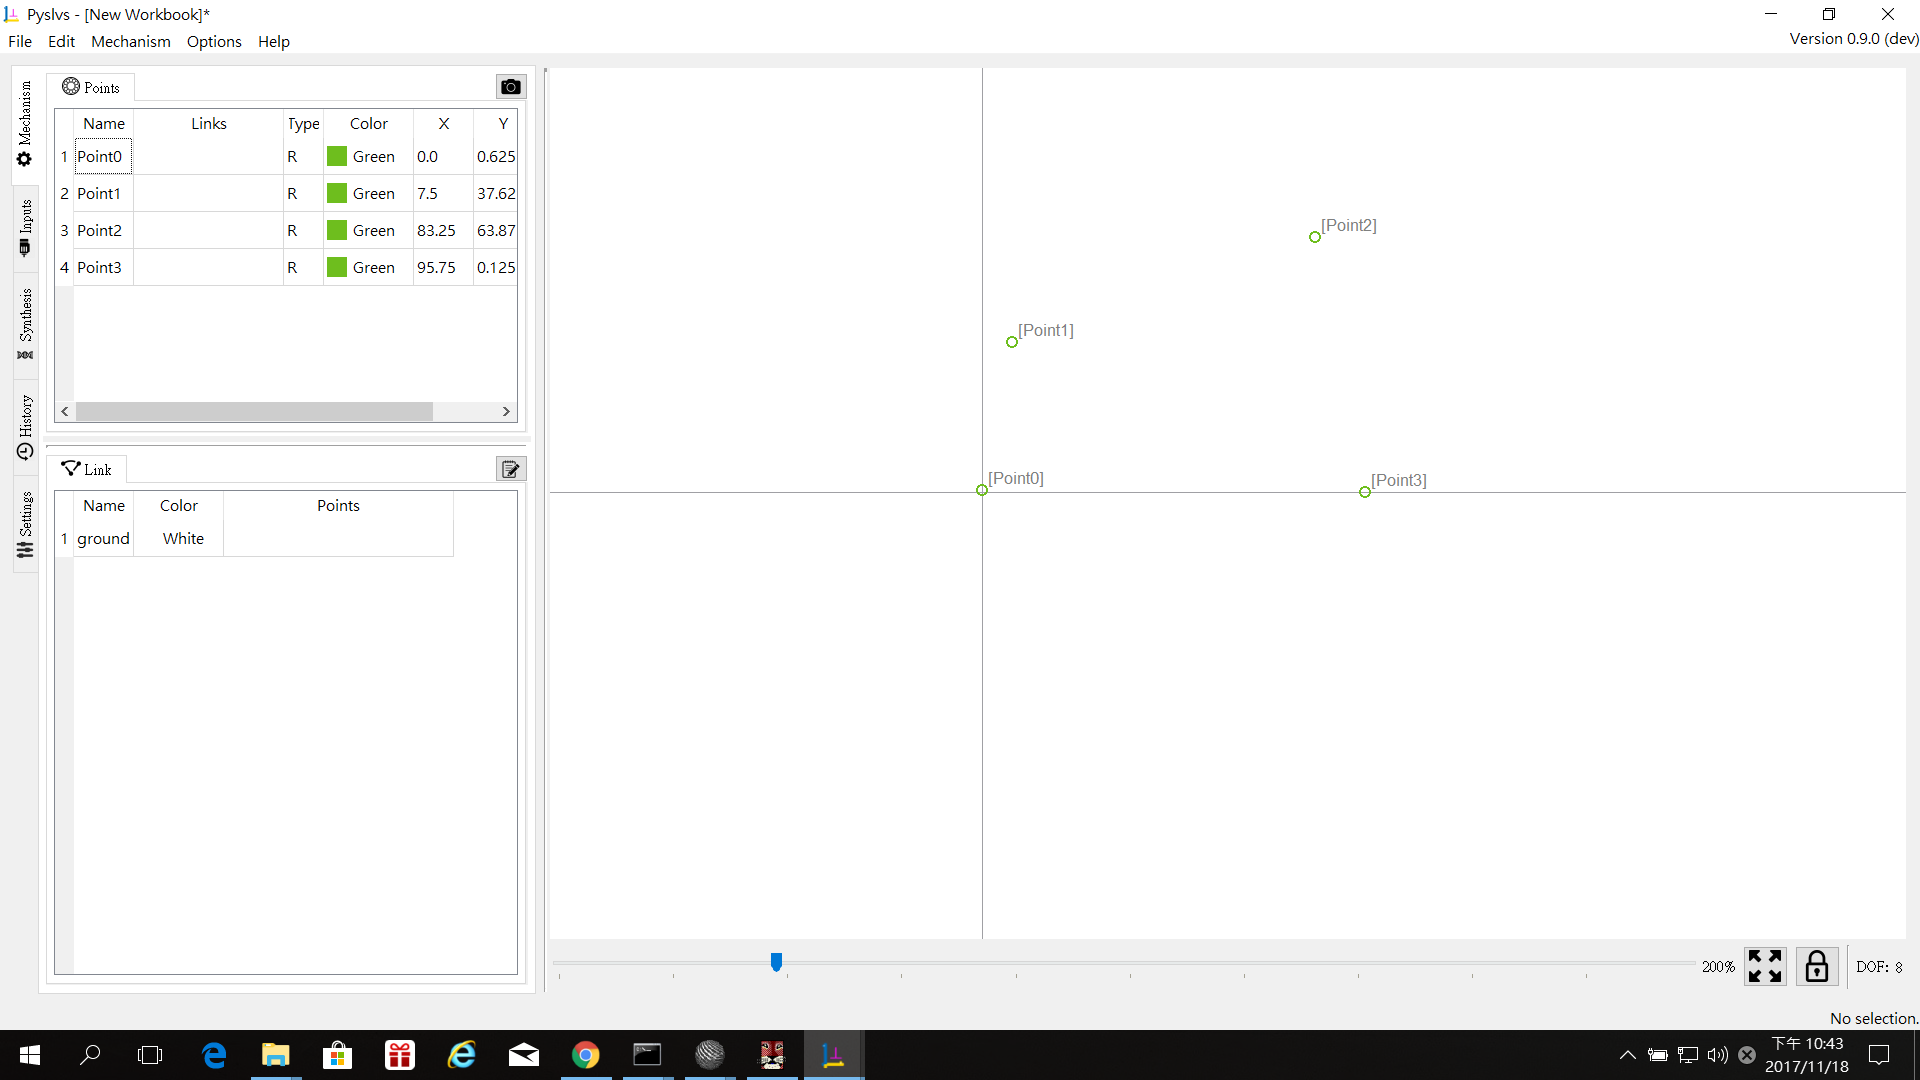 Pyslvs - [New Workbook]*
File Edit Mechanism Options Help
Version 0.9.0 (dev)
Mechanism
Inputs
Synthesis
History
Settings
Points
Name Links Type Color X Y
1 Point0 R Green 0.0 0.625
2 Point1 R Green 7.5 37.62
3 Point2 R Green 83.25 63.87
4 Point3 R Green 95.75 0.125
Link
Name Color Points
1 ground White
[Point2]
[Point1]
[Point0]
[Point3]
200%
DOF: 8
No selection.
下午 10:43
2017/11/18